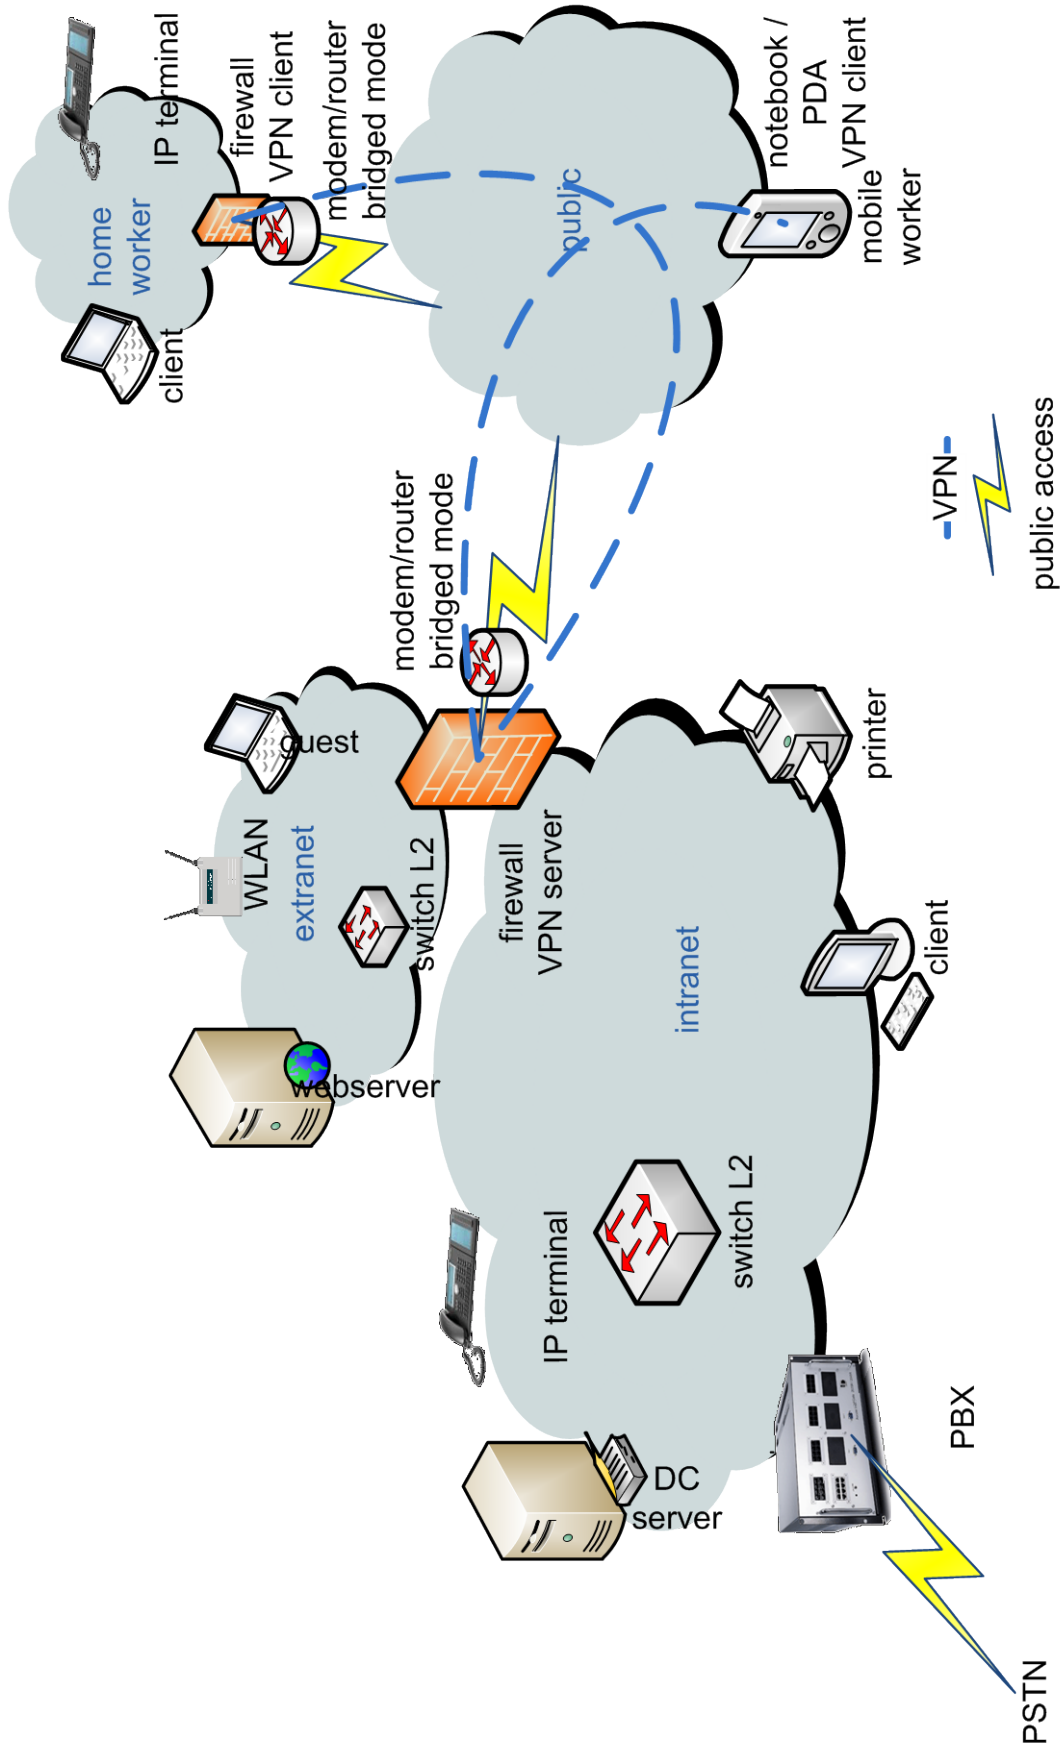 IP terminal
home
worker
client
firewall
VPN client
modem/router
bridged mode
public
notebook /
PDA
VPN client
mobile
worker
modem/router
bridged mode
guest
WLAN
extranet
switch L2
webserver
firewall
VPN server
intranet
printer
client
IP terminal
switch L2
DC
server
PBX
PSTN
VPN
public access